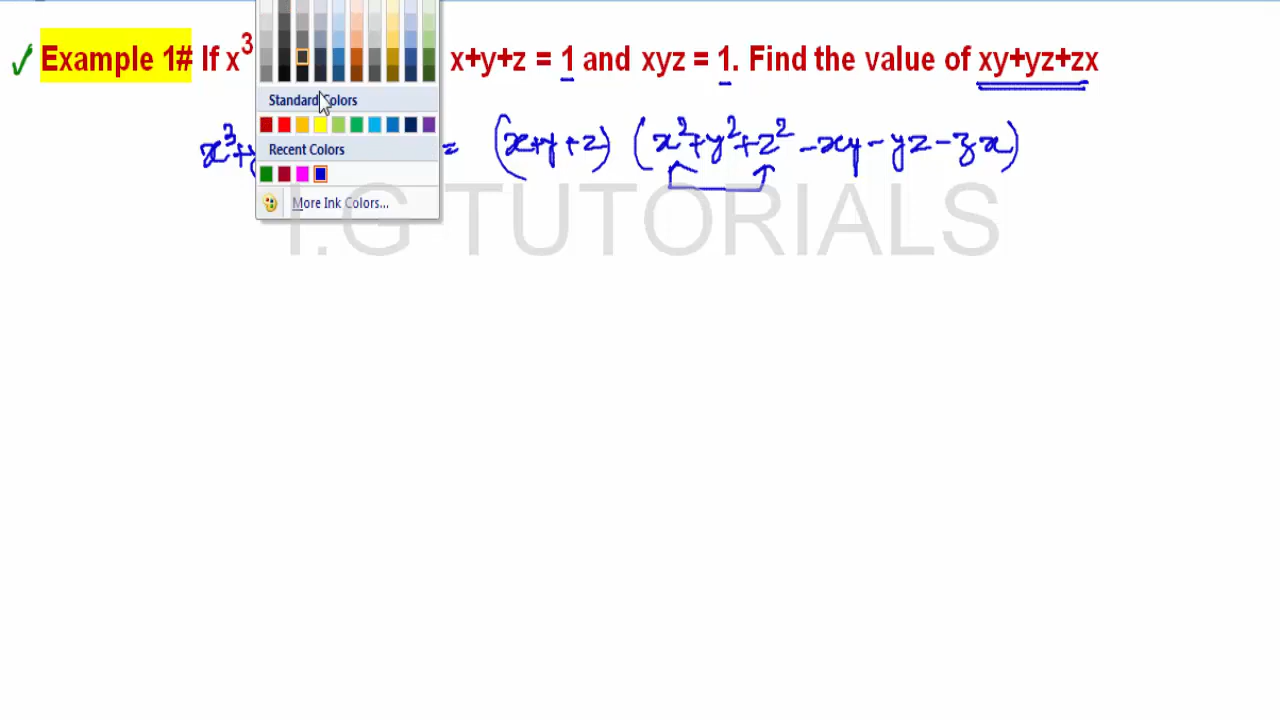 ✓ Example 1# If x³ x+y+z = 1 and xyz = 1. Find the value of xy+yz+zx
Standard Colors
x³+y = (x+y+z) (x²+y²+z²-xy-yz-zx)
Recent Colors
More Ink Colors...
I.G TUTORIALS